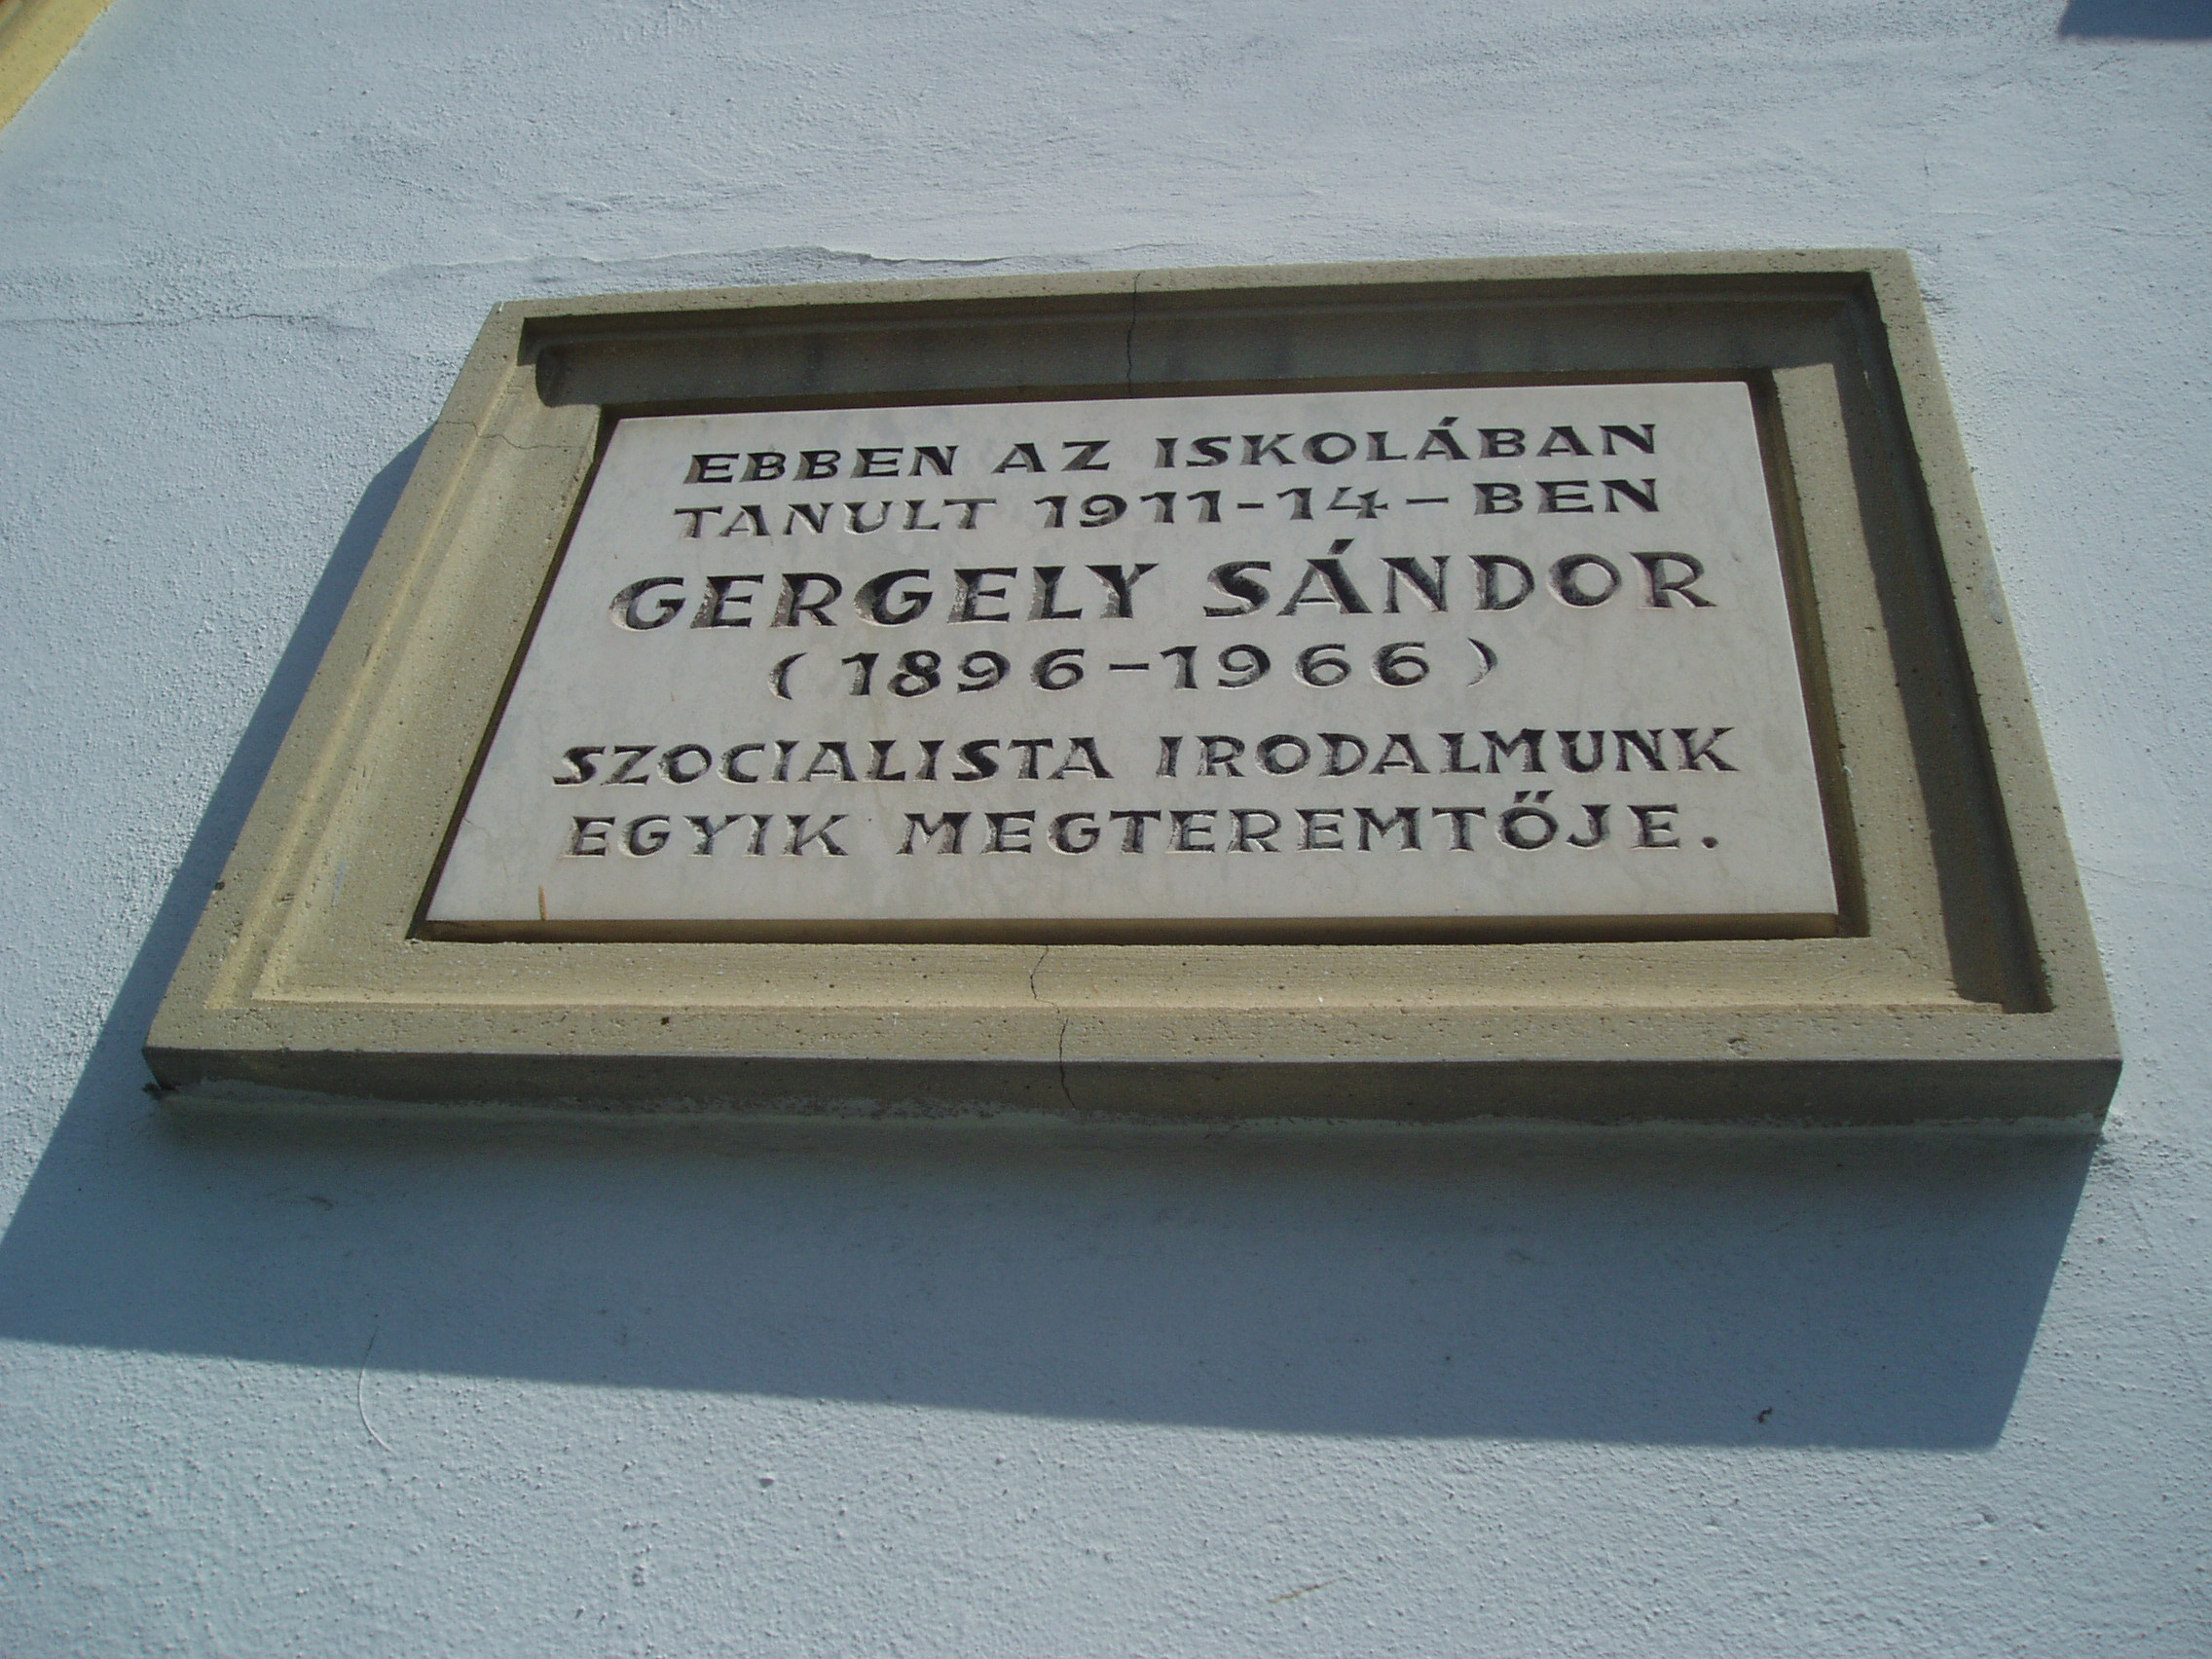 EBBEN AZ ISKOLÁBAN
TANULT 1911-14-BEN
GERGELY SÁNDOR
(1896-1966)
SZOCIALISTA IRODALMUNK
EGYIK MEGTEREMTŐJE.